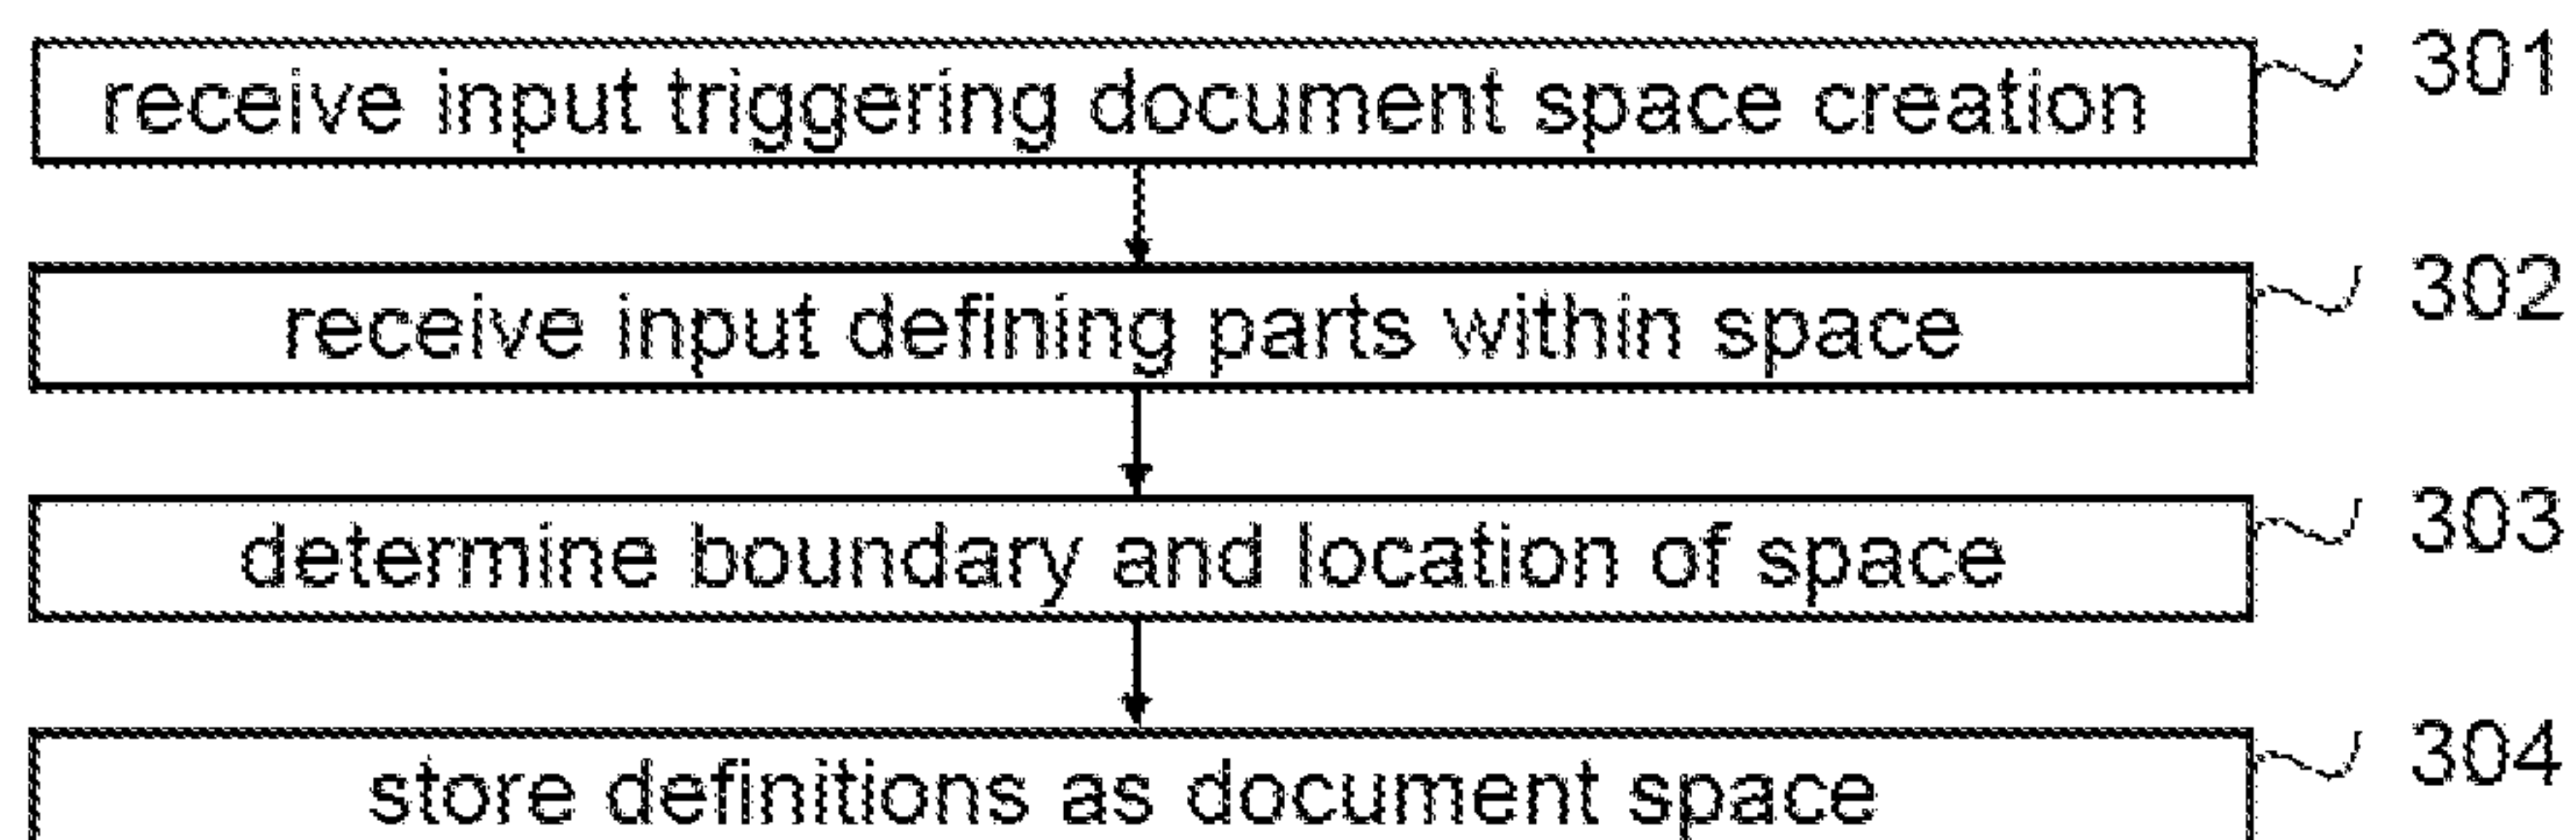 receive input triggering document space creation 301
receive input defining parts within space 302
determine boundary and location of space 303
store definitions as document space 304